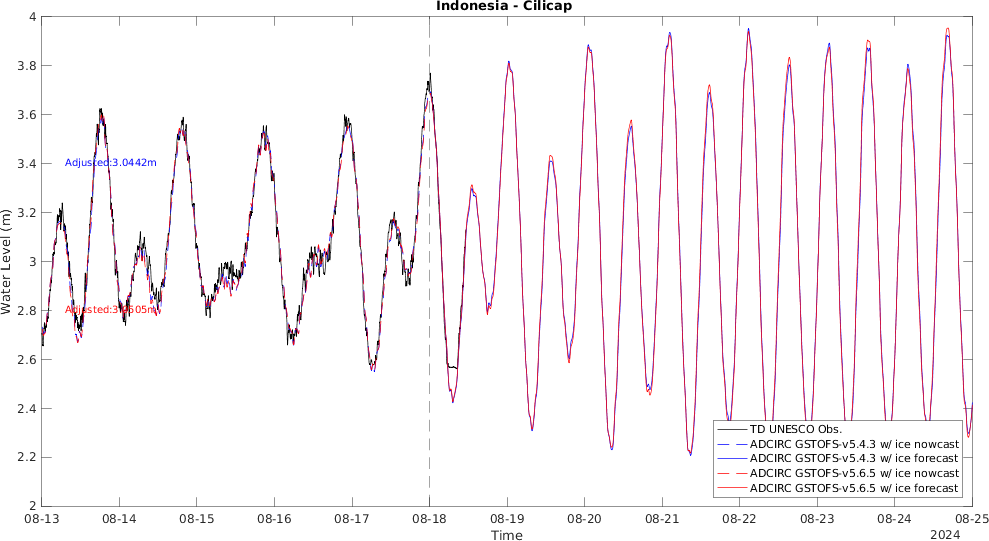 Indonesia - Cilicap
Water Level (m)
4
3.8
3.6
3.4
3.2
3
2.8
2.6
2.4
2.2
2
Adjusted:3.0442m
TD UNESCO Obs.
ADCIRC GSTOFS-v5.4.3 w/ ice nowcast
ADCIRC GSTOFS-v5.4.3 w/ ice forecast
ADCIRC GSTOFS-v5.6.5 w/ ice nowcast
ADCIRC GSTOFS-v5.6.5 w/ ice forecast
08-13 08-14 08-15 08-16 08-17 08-18 08-19 08-20 08-21 08-22 08-23 08-24 08-25
Time
2024